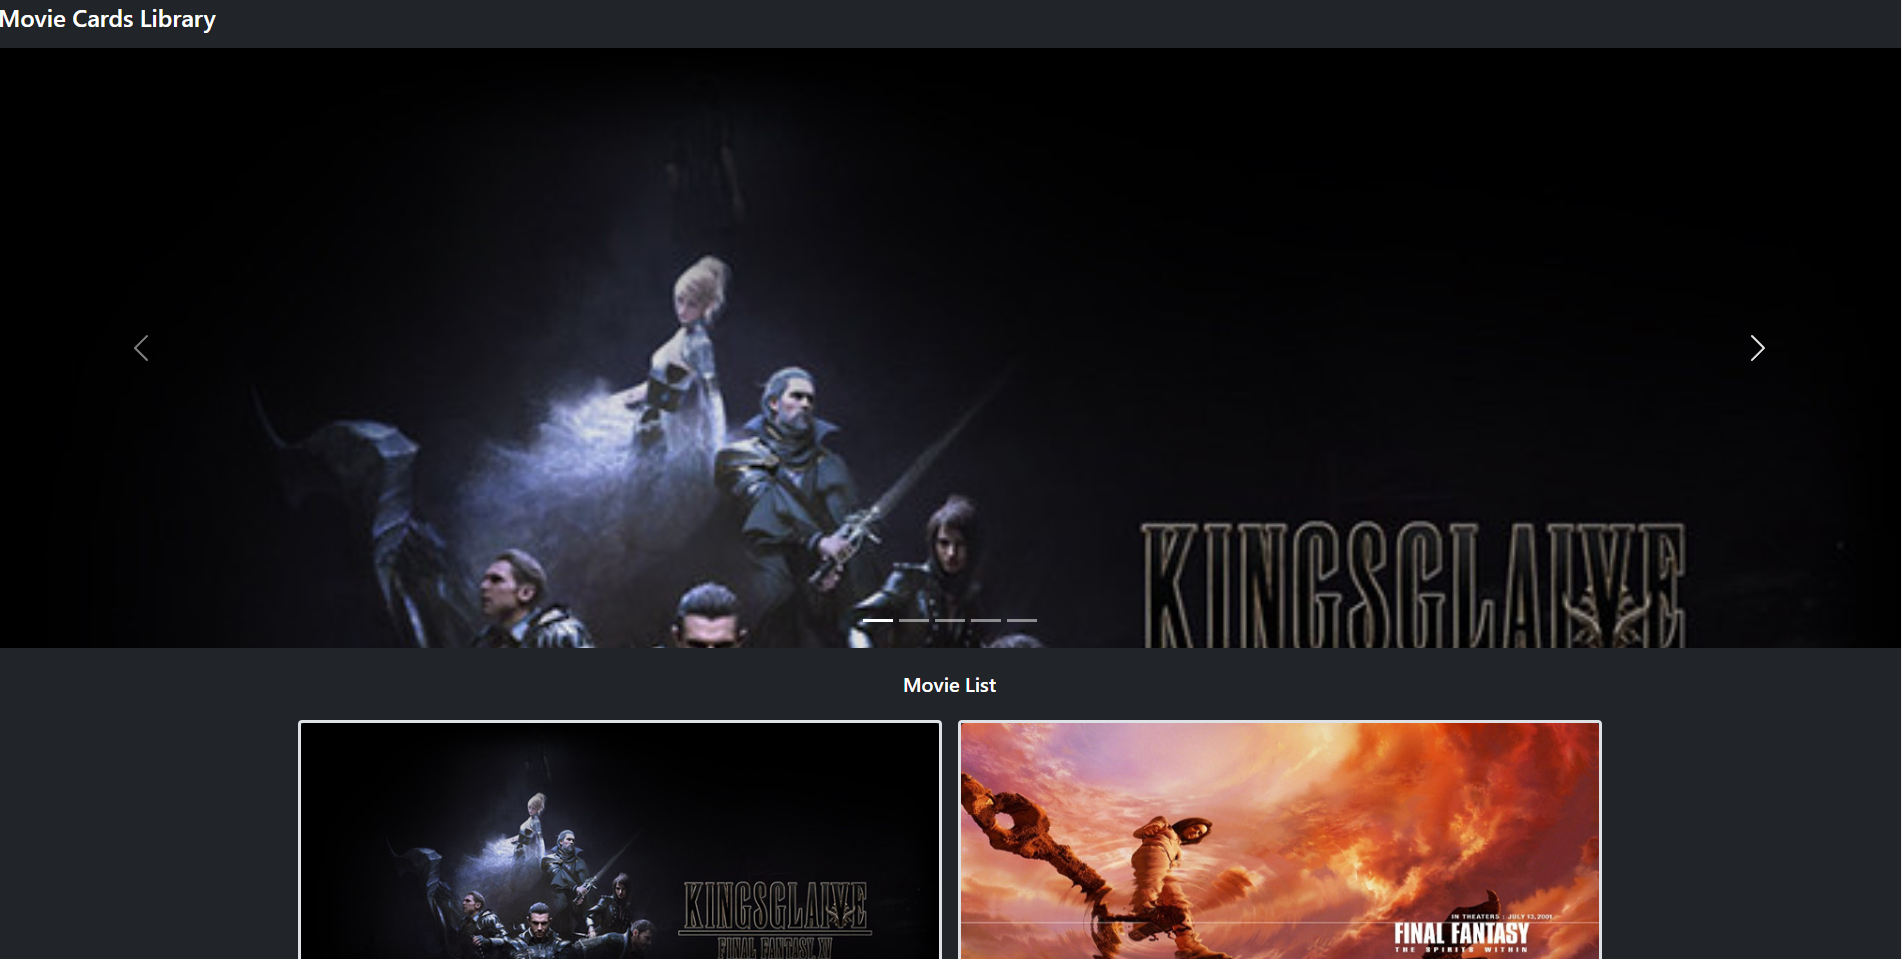 Movie Cards Library
KINGSGLAIVE
Movie List
KINGSGLAIVE
FINAL FANTASY XV
IN THEATERS : JULY 13, 2001
FINAL FANTASY
THE SPIRITS WITHIN